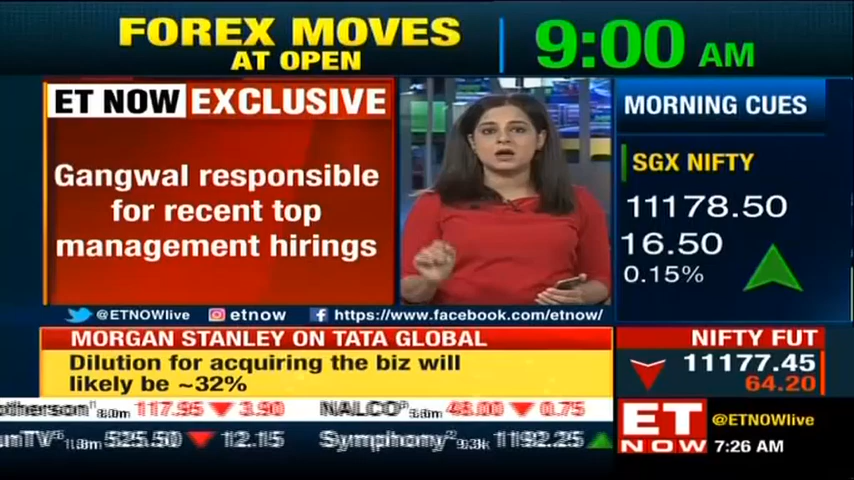 FOREX MOVES
AT OPEN
9:00 AM
ET NOW EXCLUSIVE
Gangwal responsible
for recent top
management hirings
MORNING CUES
SGX NIFTY
11178.50
16.50
0.15%
@ETNOWlive etnow https://www.facebook.com/etnow/
MORGAN STANLEY ON TATA GLOBAL
Dilution for acquiring the biz will
likely be ~32%
NIFTY FUT
11177.45
64.20
117.95 3.90 NALCO 48.00 0.75
525.50 12.15 Symphony 1192.25
ET
NOW
@ETNOWlive
7:26 AM